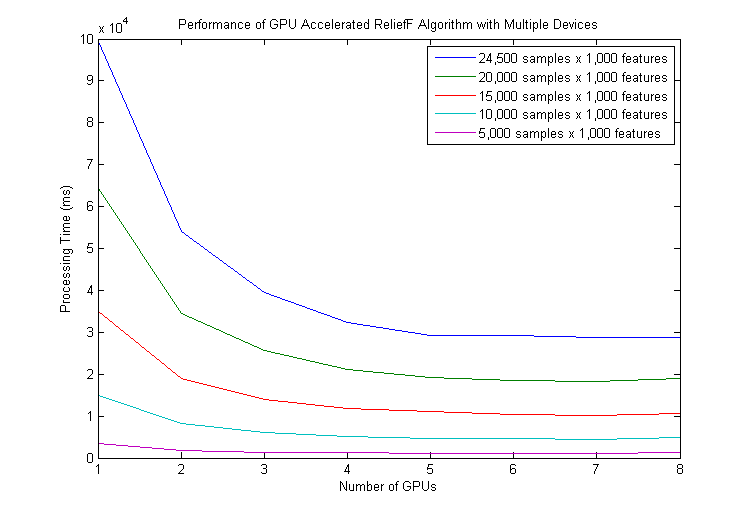 Performance of GPU Accelerated ReliefF Algorithm with Multiple Devices
x 10^4
10
9
8
7
6
5
4
3
2
1
0
Processing Time (ms)
24,500 samples x 1,000 features
20,000 samples x 1,000 features
15,000 samples x 1,000 features
10,000 samples x 1,000 features
5,000 samples x 1,000 features
1 2 3 4 5 6 7 8
Number of GPUs